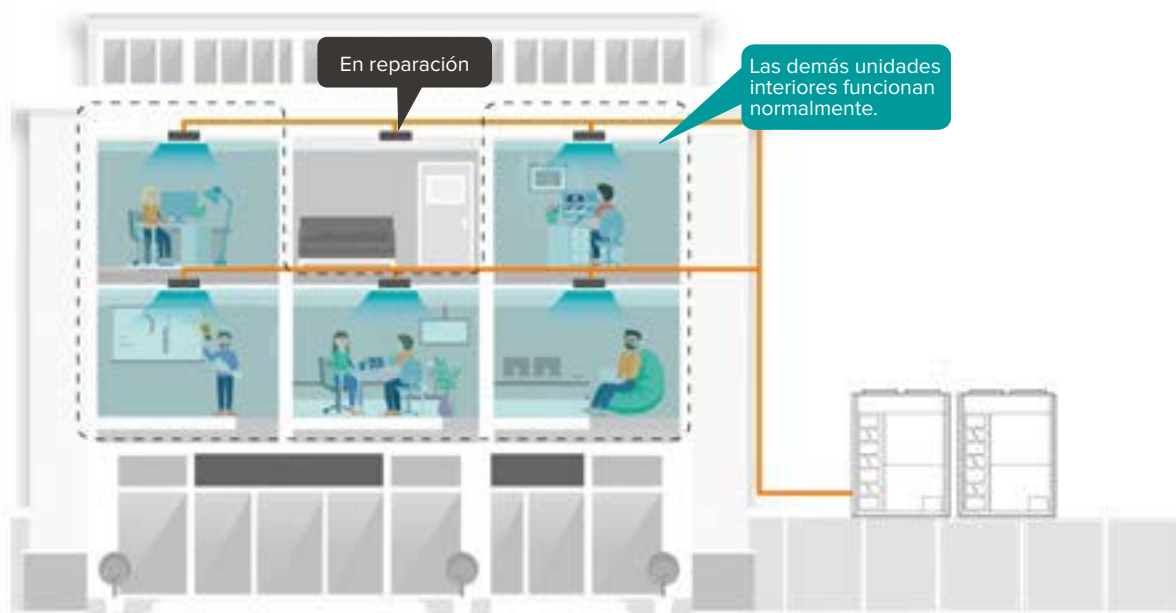 En reparación
Las demás unidades
interiores funcionan
normalmente.